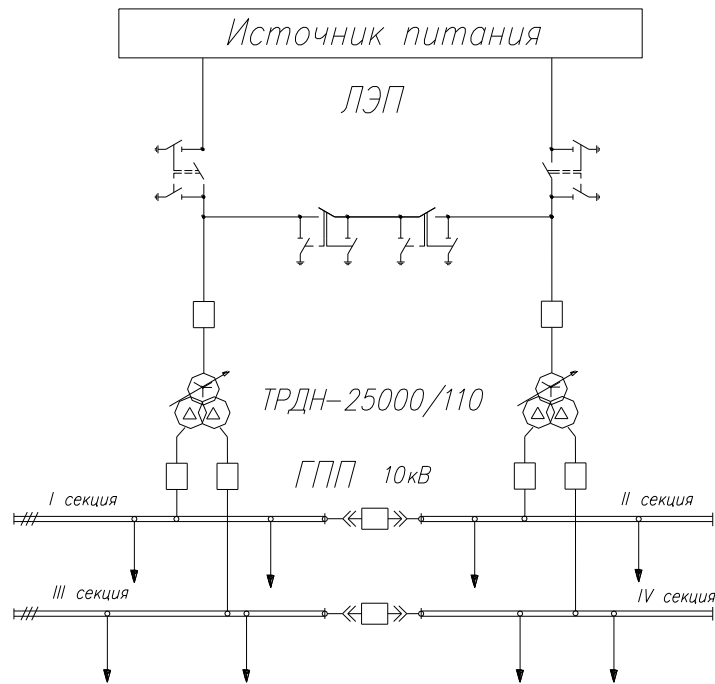 Источник питания
ЛЭП
ТРДН-25000/110
ГПП 10кВ
I секция
II секция
III секция
IV секция